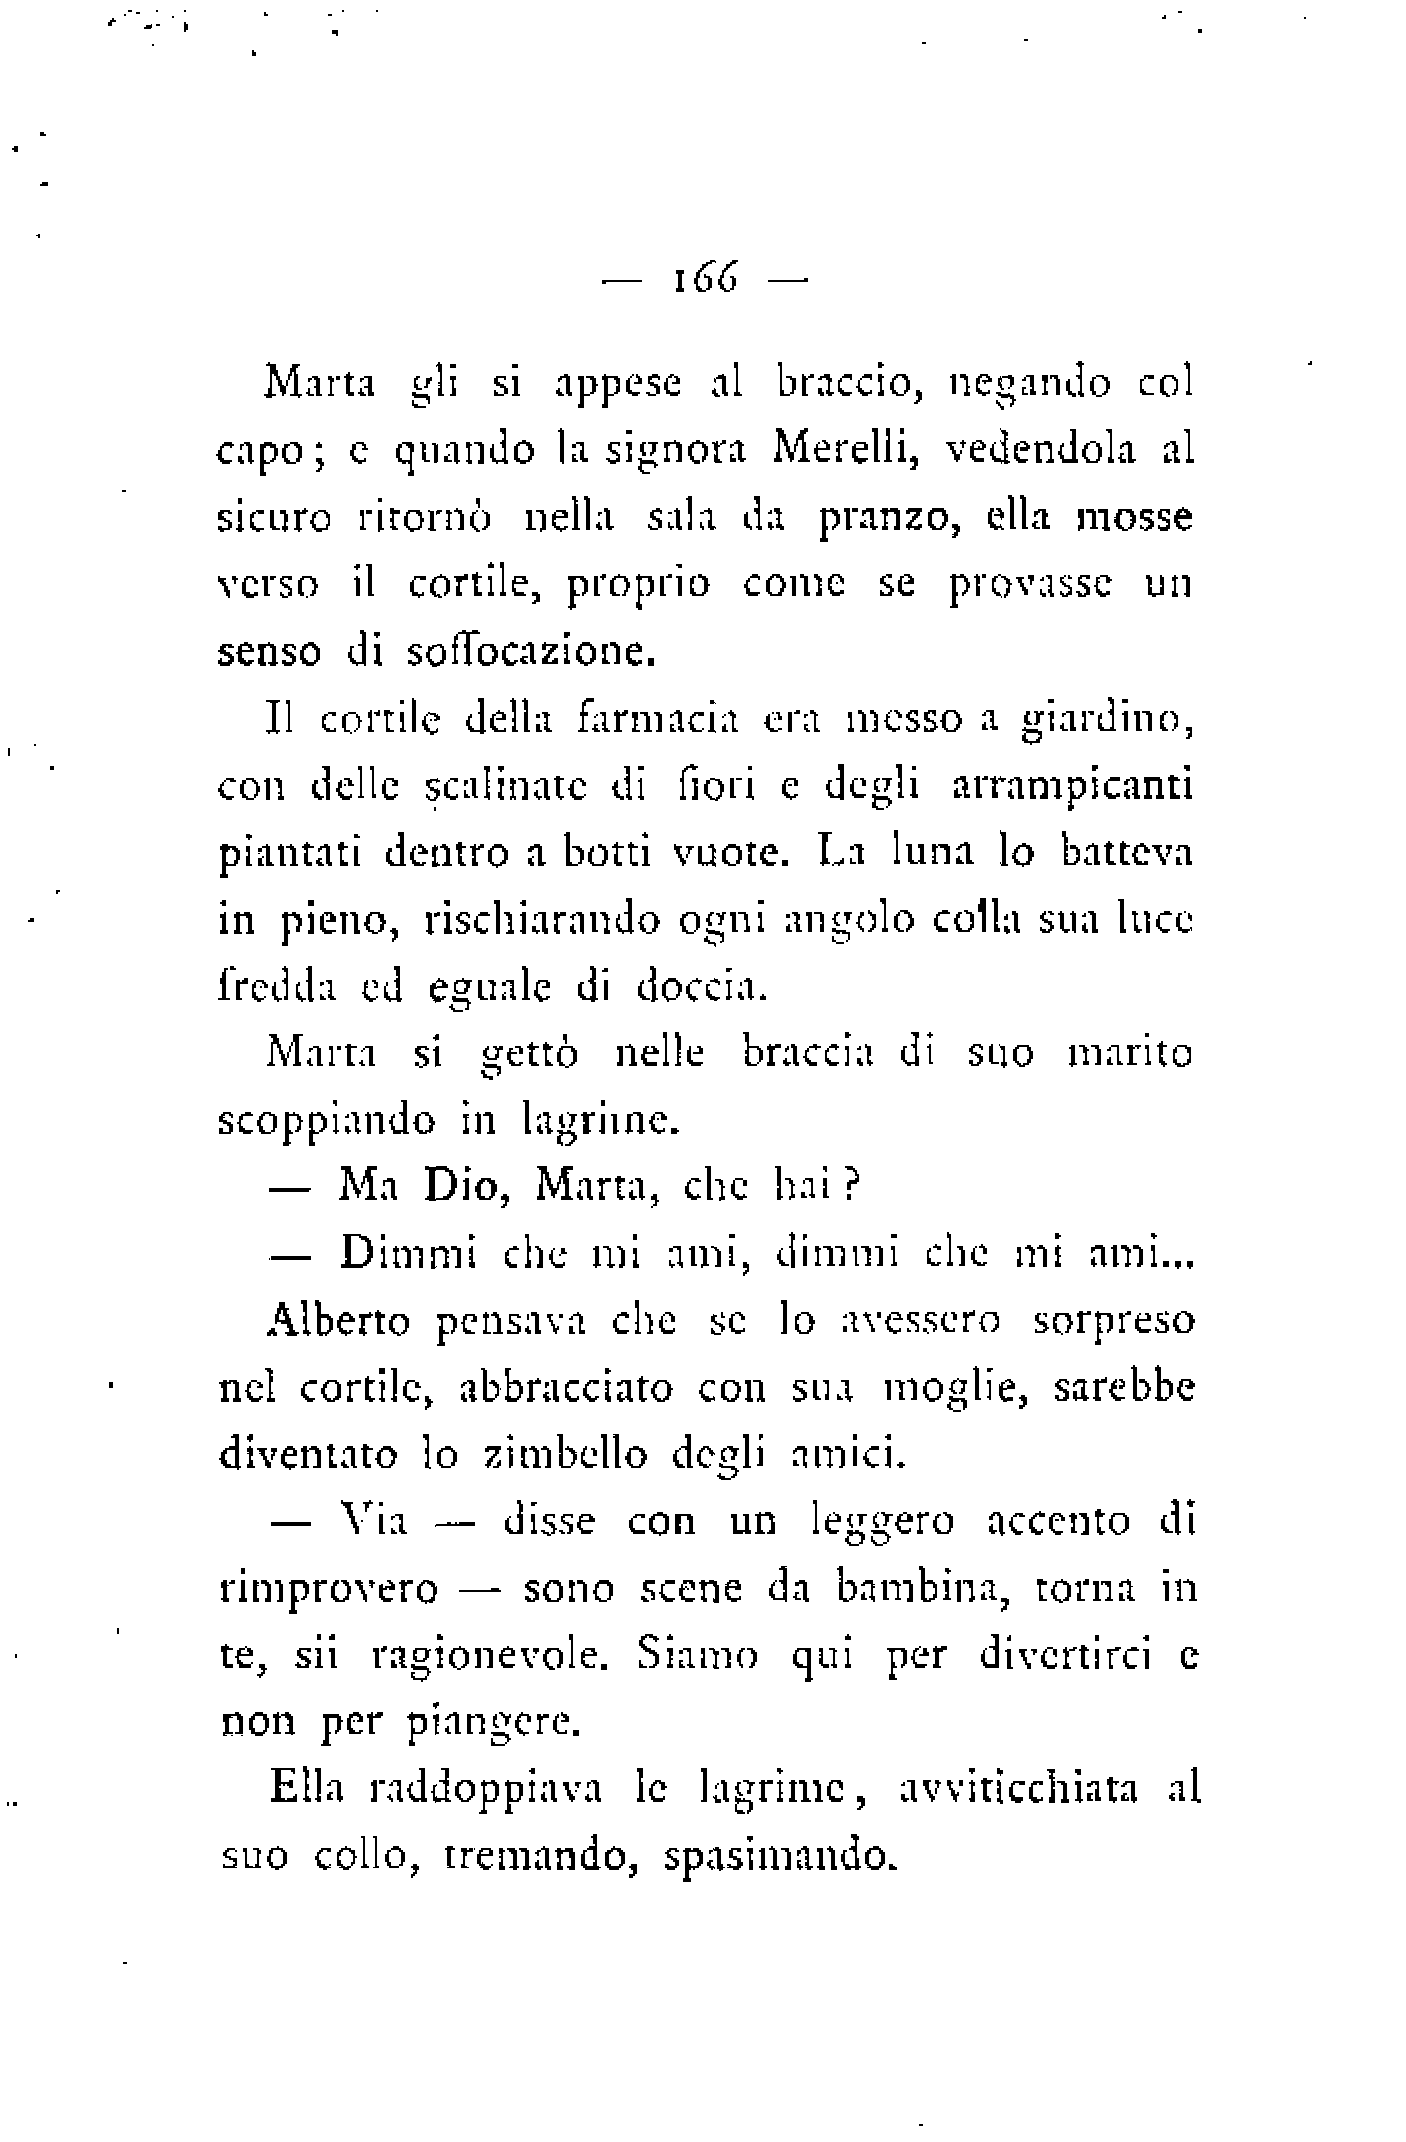 — 166 —
Marta gli si appese al braccio, negando col
capo; e quando la signora Merelli, vedendola al
sicuro ritornò nella sala da pranzo, ella mosse
verso il cortile, proprio come se provasse un
senso di soffocazione.
Il cortile della farmacia era messo a giardino,
con delle scalinate di fiori e degli arrampicanti
piantati dentro a botti vuote. La luna lo batteva
in pieno, rischiarando ogni angolo colla sua luce
fredda ed eguale di doccia.
Marta si gettò nelle braccia di suo marito
scoppiando in lagrime.
— Ma Dio, Marta, che hai?
— Dimmi che mi ami, dimmi che mi ami...
Alberto pensava che se lo avessero sorpreso
nel cortile, abbracciato con sua moglie, sarebbe
diventato lo zimbello degli amici.
— Via — disse con un leggero accento di
rimprovero — sono scene da bambina, torna in
te, sii ragionevole. Siamo qui per divertirci e
non per piangere.
Ella raddoppiava le lagrime, avviticchiata al
suo collo, tremando, spasimando.